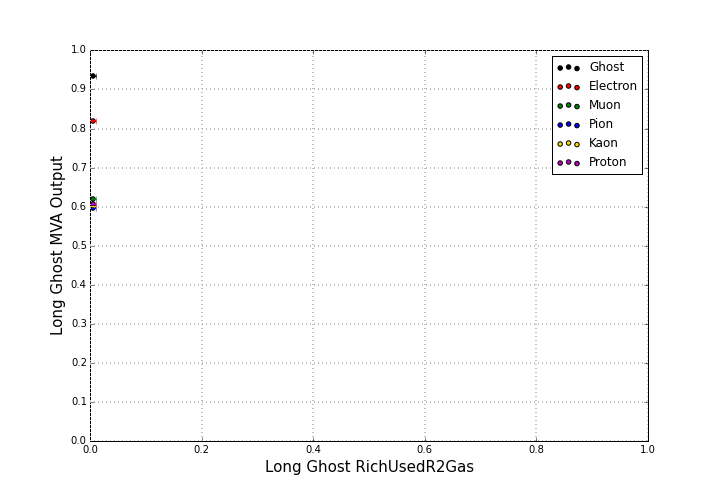 1.0
0.9
0.8
0.7
0.6
0.5
0.4
0.3
0.2
0.1
0.0
Long Ghost MVA Output
Ghost
Electron
Muon
Pion
Kaon
Proton
0.0 0.2 0.4 0.6 0.8 1.0
Long Ghost RichUsedR2Gas